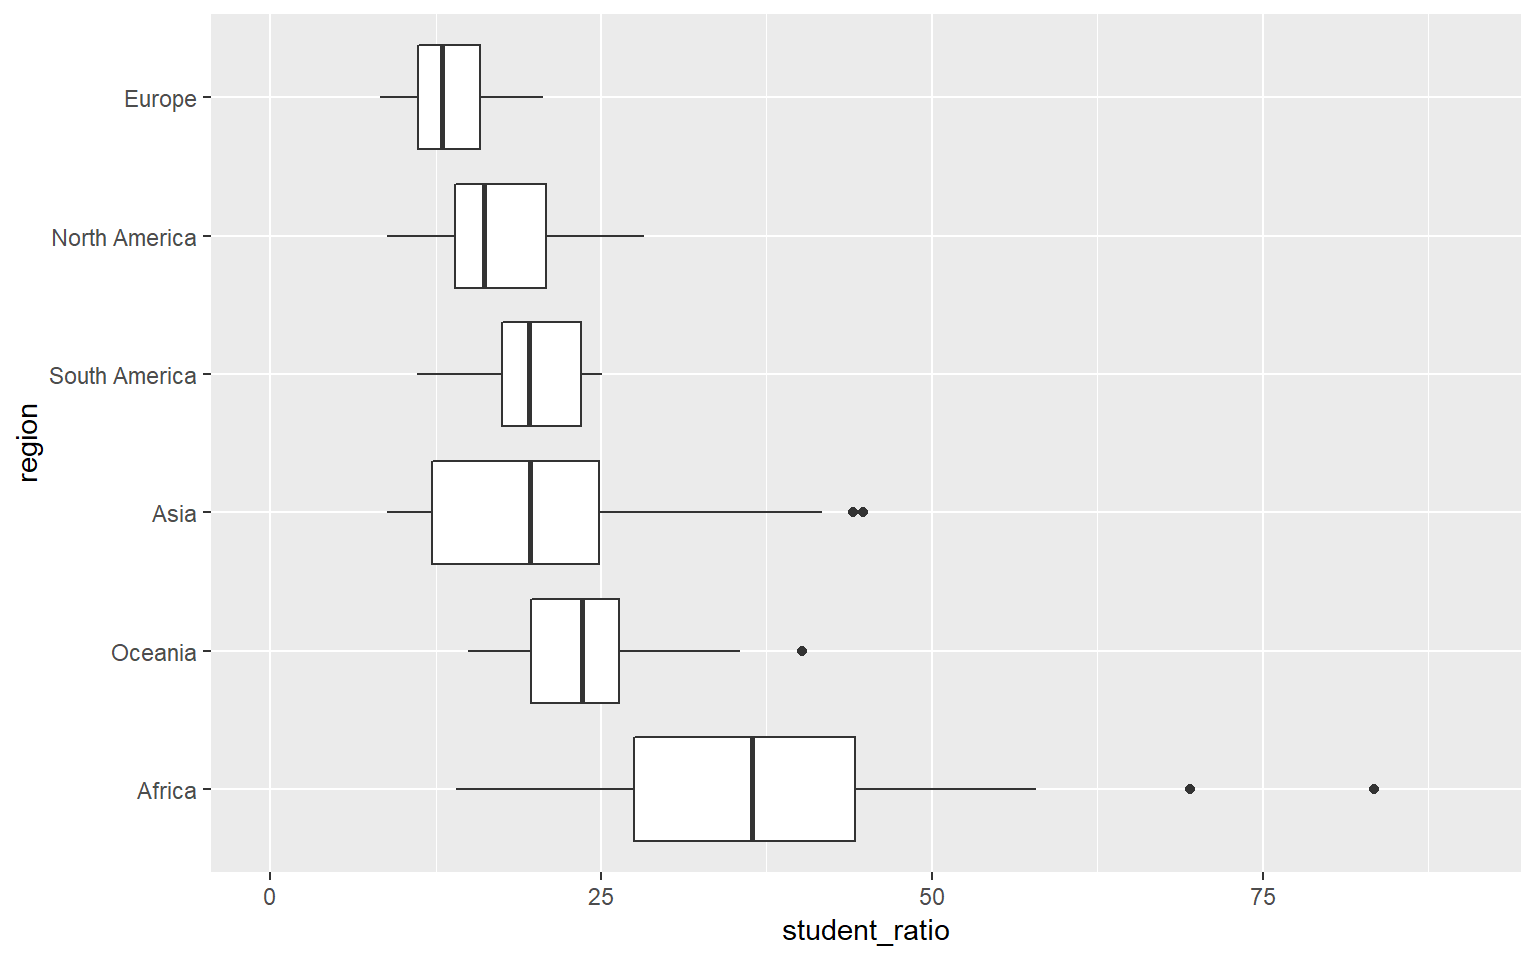 Europe
North America
South America
Asia
Oceania
Africa
region
0 25 50 75
student_ratio